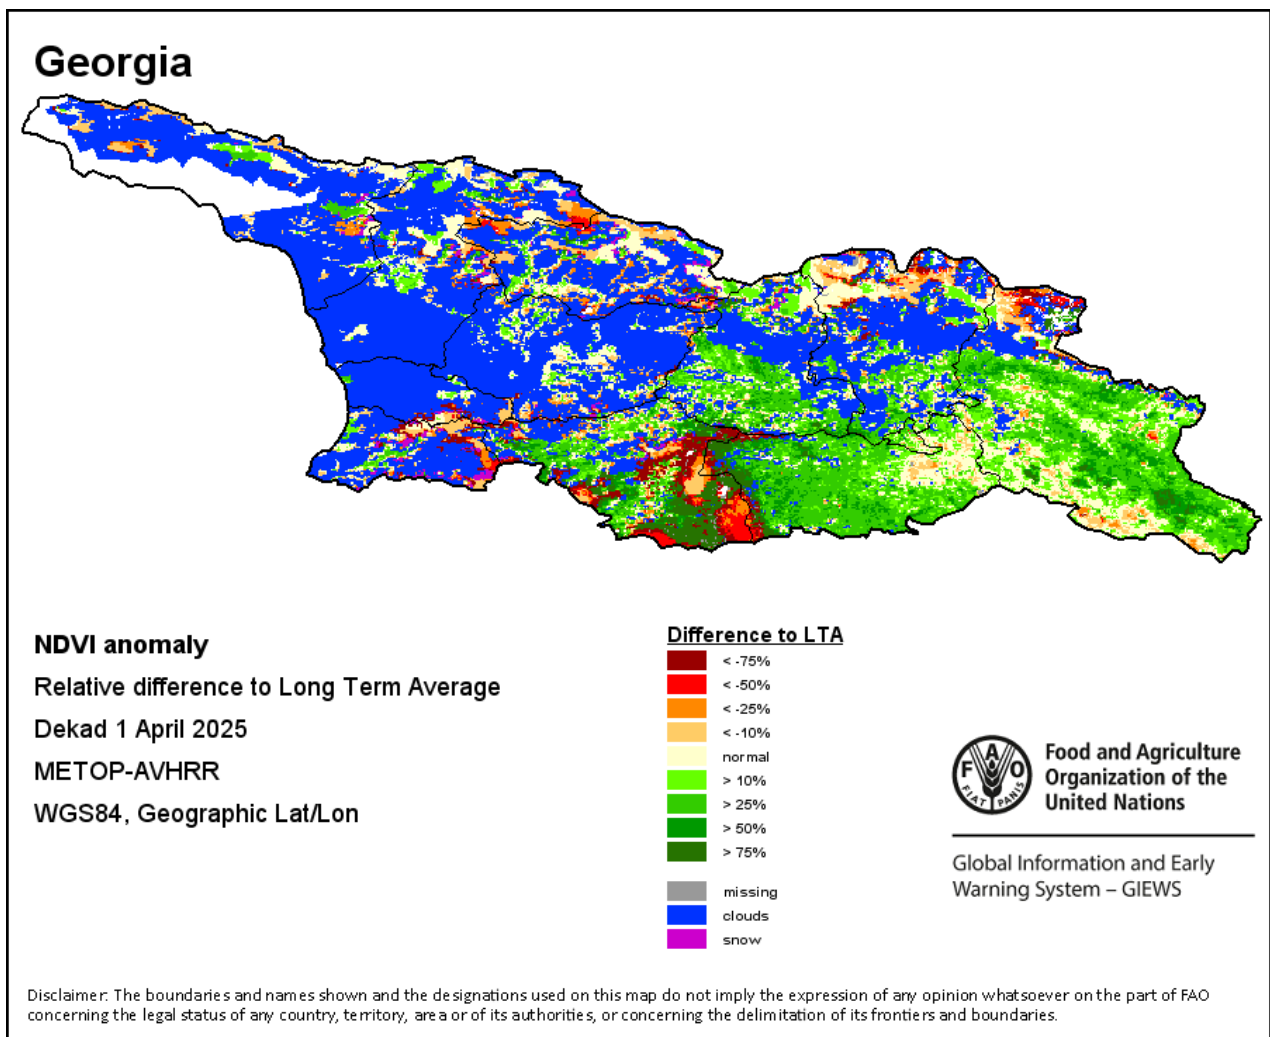 Georgia
NDVI anomaly
Relative difference to Long Term Average
Dekad 1 April 2025
METOP-AVHRR
WGS84, Geographic Lat/Lon
Difference to LTA
< -75%
< -50%
< -25%
< -10%
normal
> 10%
> 25%
> 50%
> 75%
missing
clouds
snow
F A O
FIAT PANIS
Food and Agriculture
Organization of the
United Nations
Global Information and Early
Warning System – GIEWS
Disclaimer: The boundaries and names shown and the designations used on this map do not imply the expression of any opinion whatsoever on the part of FAO
concerning the legal status of any country, territory, area or of its authorities, or concerning the delimitation of its frontiers and boundaries.